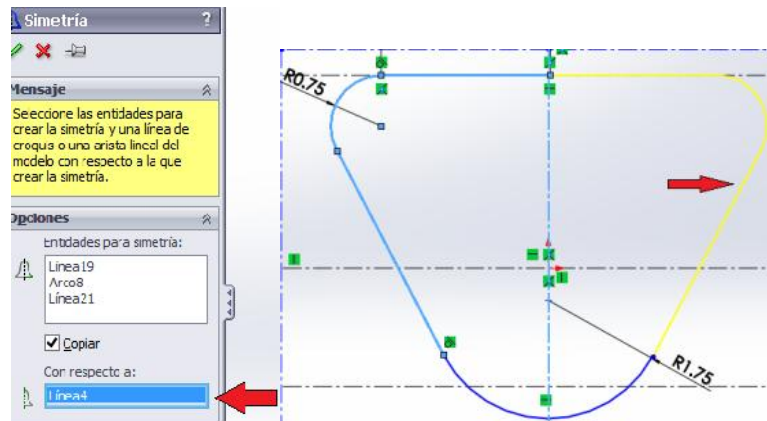 Simetría ?
Mensaje
Seleccione las entidades para
crear la simetría y una línea de
croquis o una arista lineal del
modelo con respecto a la que
crear la simetría.
Opciones
Entidades para simetría:
Línea19
Arco8
Línea21
Copiar
Con respecto a:
Línea4
R0.75
R1.75